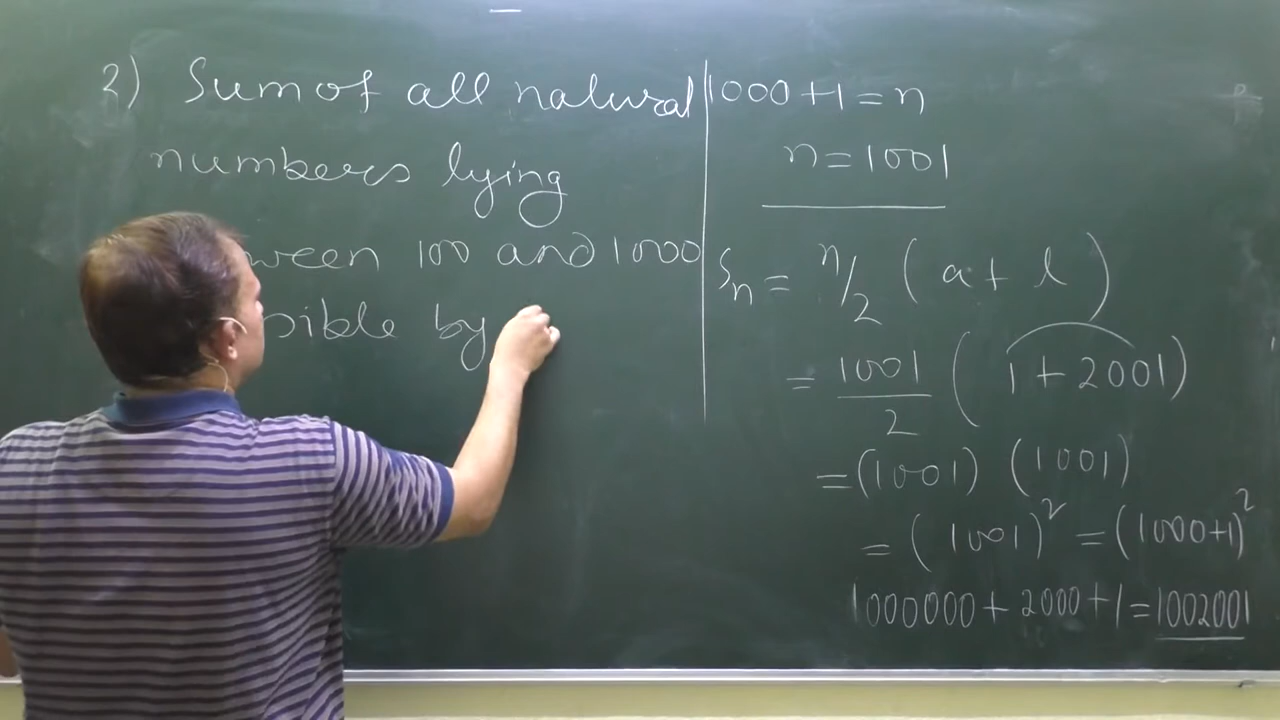 2) Sum of all natural
numbers lying
ween 100 and 1000
sible by
1000+1=n
n=1001
Sn= n/2 (a+l)
= 1001/2 (1+2001)
=(1001) (1001)
=(1001)² =(1000+1)²
1000000+2000+1=1002001